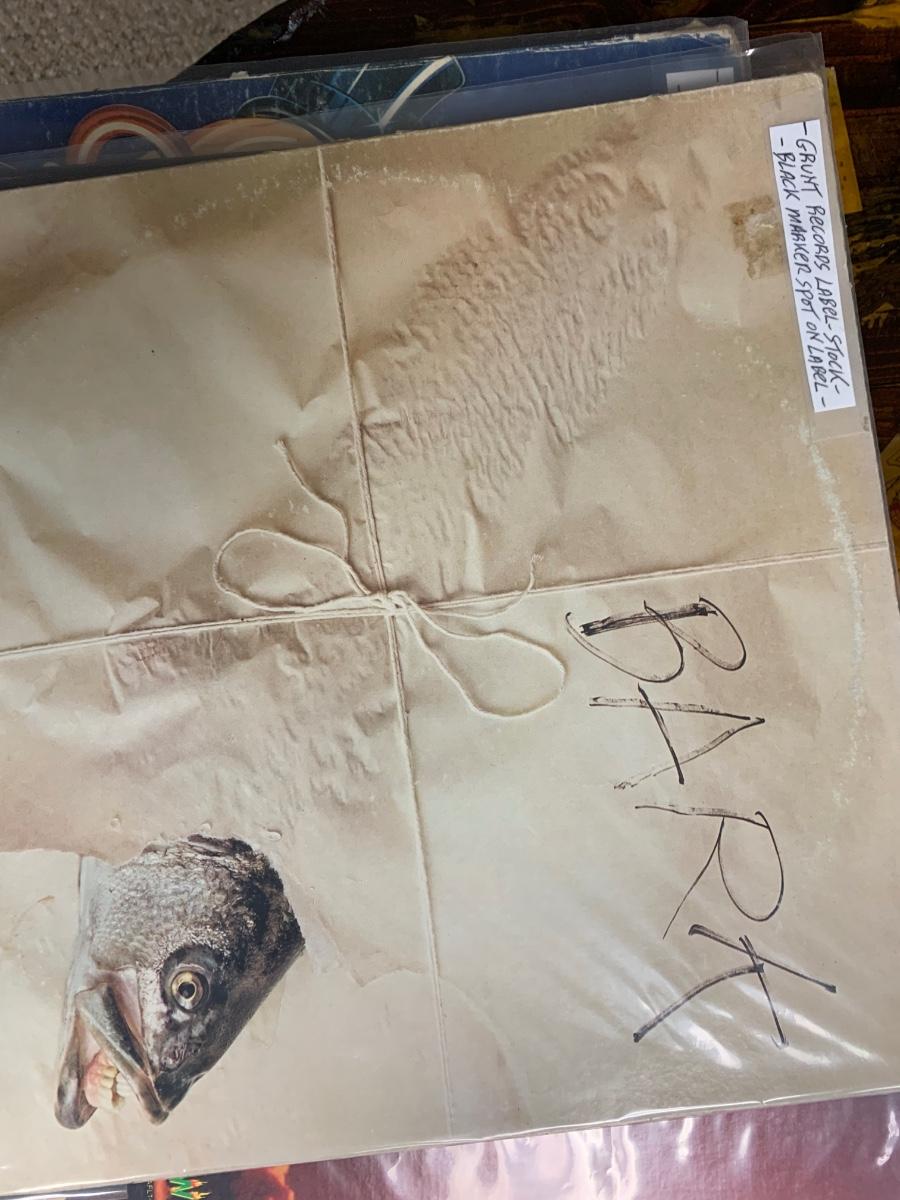 -GRUNT RECORDS LABEL-STOCK-
-BLACK MARKER SPOT ON LABEL-
BARK